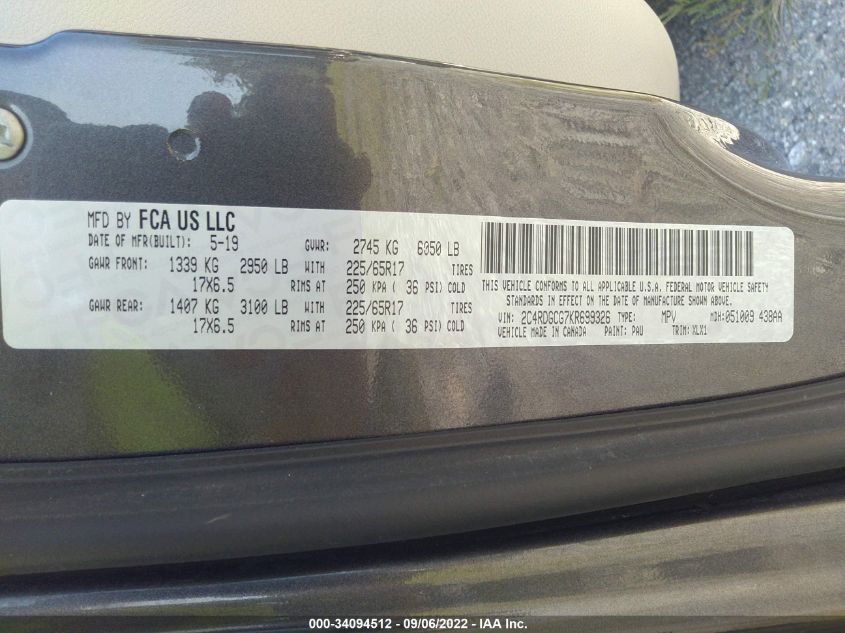 MFD BY FCA US LLC
DATE OF MFR(BUILT): 5-19 GVWR: 2745 KG 6050 LB
GAWR FRONT: 1339 KG 2950 LB WITH 225/65R17 TIRES
17X6.5 RIMS AT 250 KPA ( 36 PSI) COLD
GAWR REAR: 1407 KG 3100 LB WITH 225/65R17 TIRES
17X6.5 RIMS AT 250 KPA ( 36 PSI) COLD
THIS VEHICLE CONFORMS TO ALL APPLICABLE U.S.A. FEDERAL MOTOR VEHICLE SAFETY
STANDARDS IN EFFECT ON THE DATE OF MANUFACTURE SHOWN ABOVE.
VIN: 2C4RDGCG7KR699326 TYPE: MPV MDH:051009 438AA
VEHICLE MADE IN CANADA PAINT: PAU TRIM: XLX1
000-34094512 - 09/06/2022 - IAA Inc.